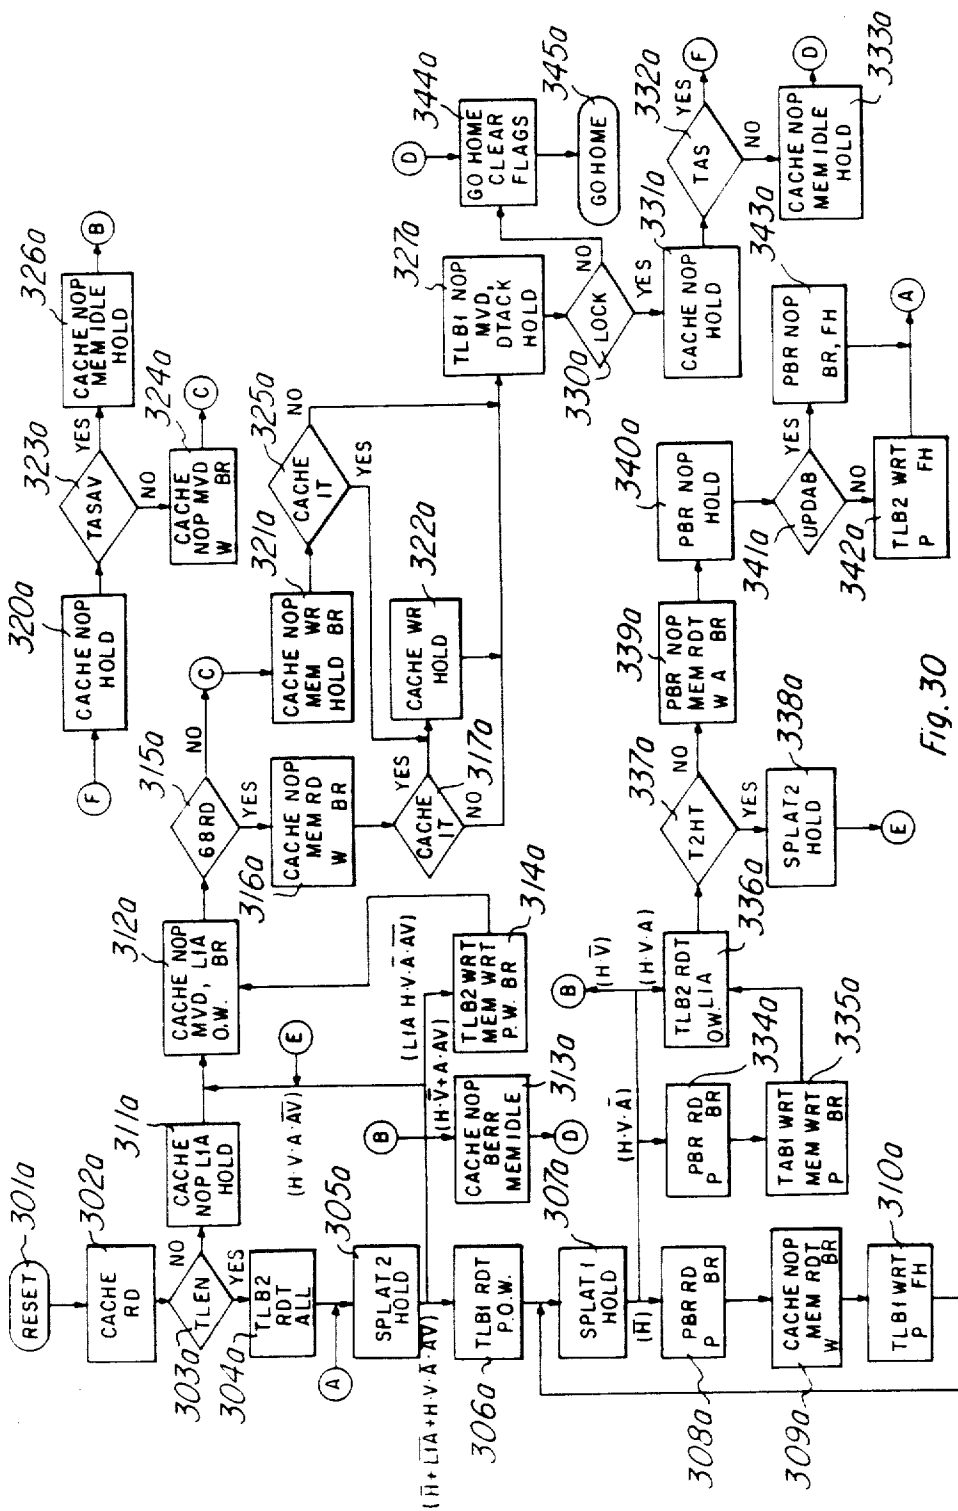 RESET
301a
CACHE
RD
302a
TLEN
303a
NO
YES
TLB2
RDT
ALL
304a
A
SPLAT 2
HOLD
305a
(H̅+L̅I̅A̅+H·V·A̅·AV)
TLB1 RDT
P.O.W.
306a
SPLAT 1
HOLD
307a
(H̅)
PBR RD
P BR
308a
CACHE NOP
MEM RDT
W BR
309a
TLB1 WRT
P FH
310a
CACHE
NOP LIA
HOLD
311a
CACHE NOP
MVD, LIA
O.W. BR
312a
E
(H·V·A·A̅V̅)
(H·V̅+A·AV)
B
CACHE NOP
BERR
MEM IDLE
313a
D
(LIA H·V·A̅·A̅V̅)
TLB2 WRT
MEM WRT
P.W. BR
314a
68RD
315a
NO
YES
C
CACHE NOP
MEM RD
W BR
316a
CACHE
IT
317a
YES
NO
F
CACHE NOP
HOLD
320a
CACHE NOP
MEM WR
HOLD BR
321a
CACHE WR
HOLD
322a
TASAV
323a
YES
NO
CACHE
NOP MVD
W BR
324a
C
CACHE
IT
325a
NO
YES
CACHE NOP
MEM IDLE
HOLD
326a
B
TLB1 NOP
MVD,
DTACK
HOLD
327a
LOCK
330a
NO
YES
CACHE NOP
HOLD
331a
TAS
332a
YES
NO
F
CACHE NOP
MEM IDLE
HOLD
333a
D
D
GO HOME
CLEAR
FLAGS
344a
GO HOME
345a
(H·V·A̅)
PBR RD
P BR
334a
TAB1 WRT
MEM WRT
P BR
335a
B
(H·V̅)
(H·V·A)
TLB2 RDT
O.W. LIA
336a
T2HT
337a
NO
YES
SPLAT2
HOLD
338a
E
PBR NOP
MEM RDT
W A BR
339a
PBR NOP
HOLD
340a
UPDAB
341a
YES
NO
TLB2 WRT
P FH
342a
PBR NOP
BR, FH
343a
A
Fig. 30